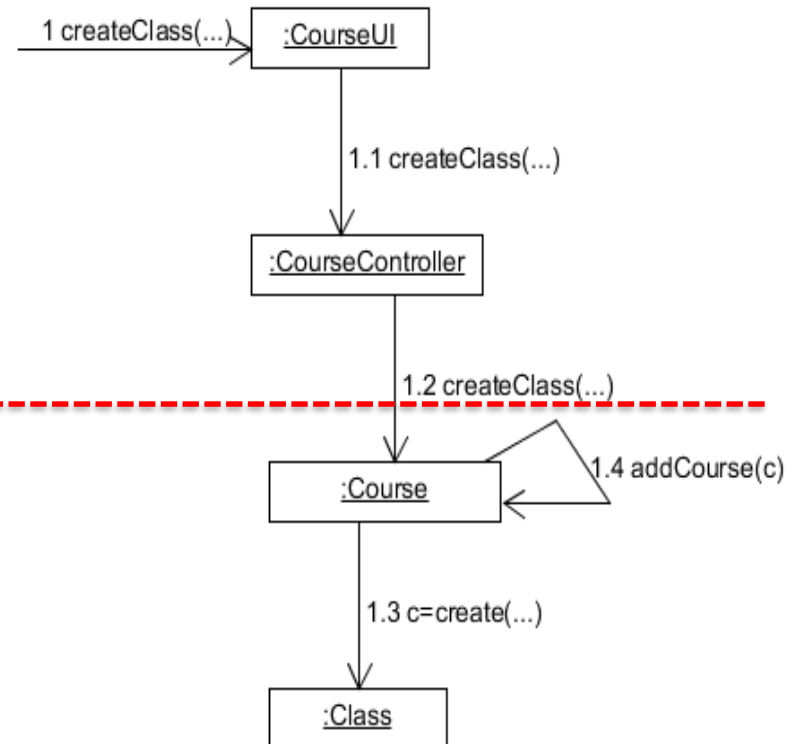 1 createClass(...)
:CourseUI
1.1 createClass(...)
:CourseController
1.2 createClass(...)
1.4 addCourse(c)
:Course
1.3 c=create(...)
:Class